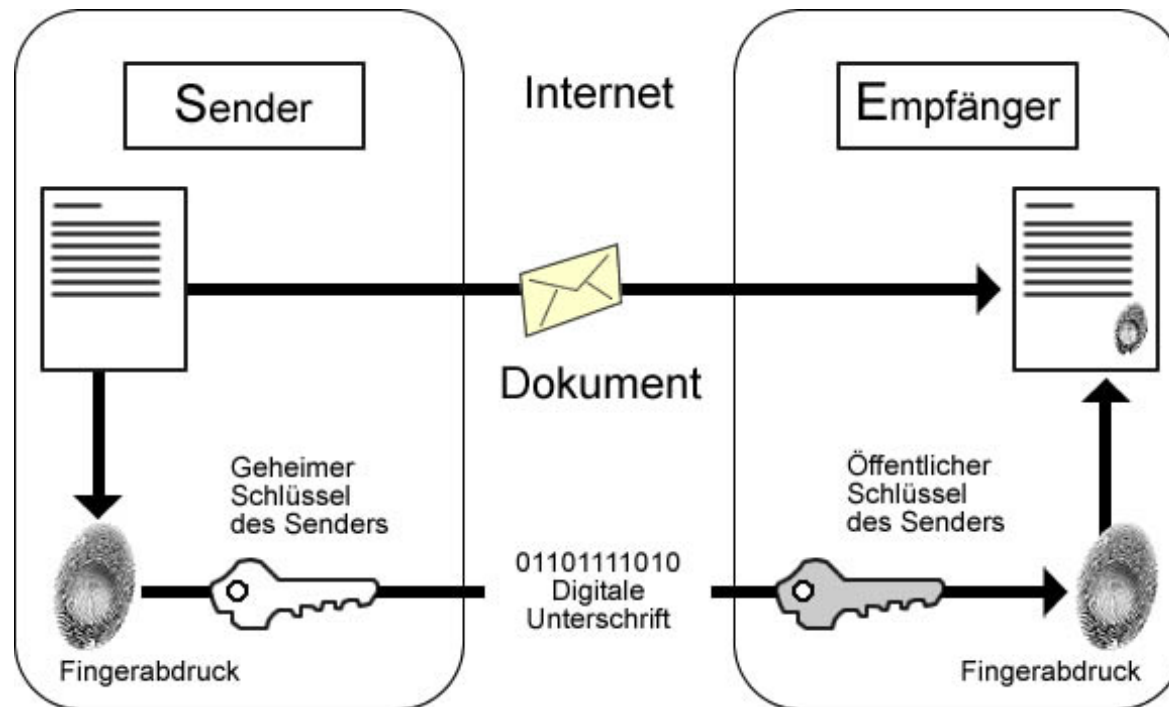 Sender
Internet
Empfänger
Dokument
Geheimer
Schlüssel
des Senders
Öffentlicher
Schlüssel
des Senders
01101111010
Digitale
Unterschrift
Fingerabdruck
Fingerabdruck